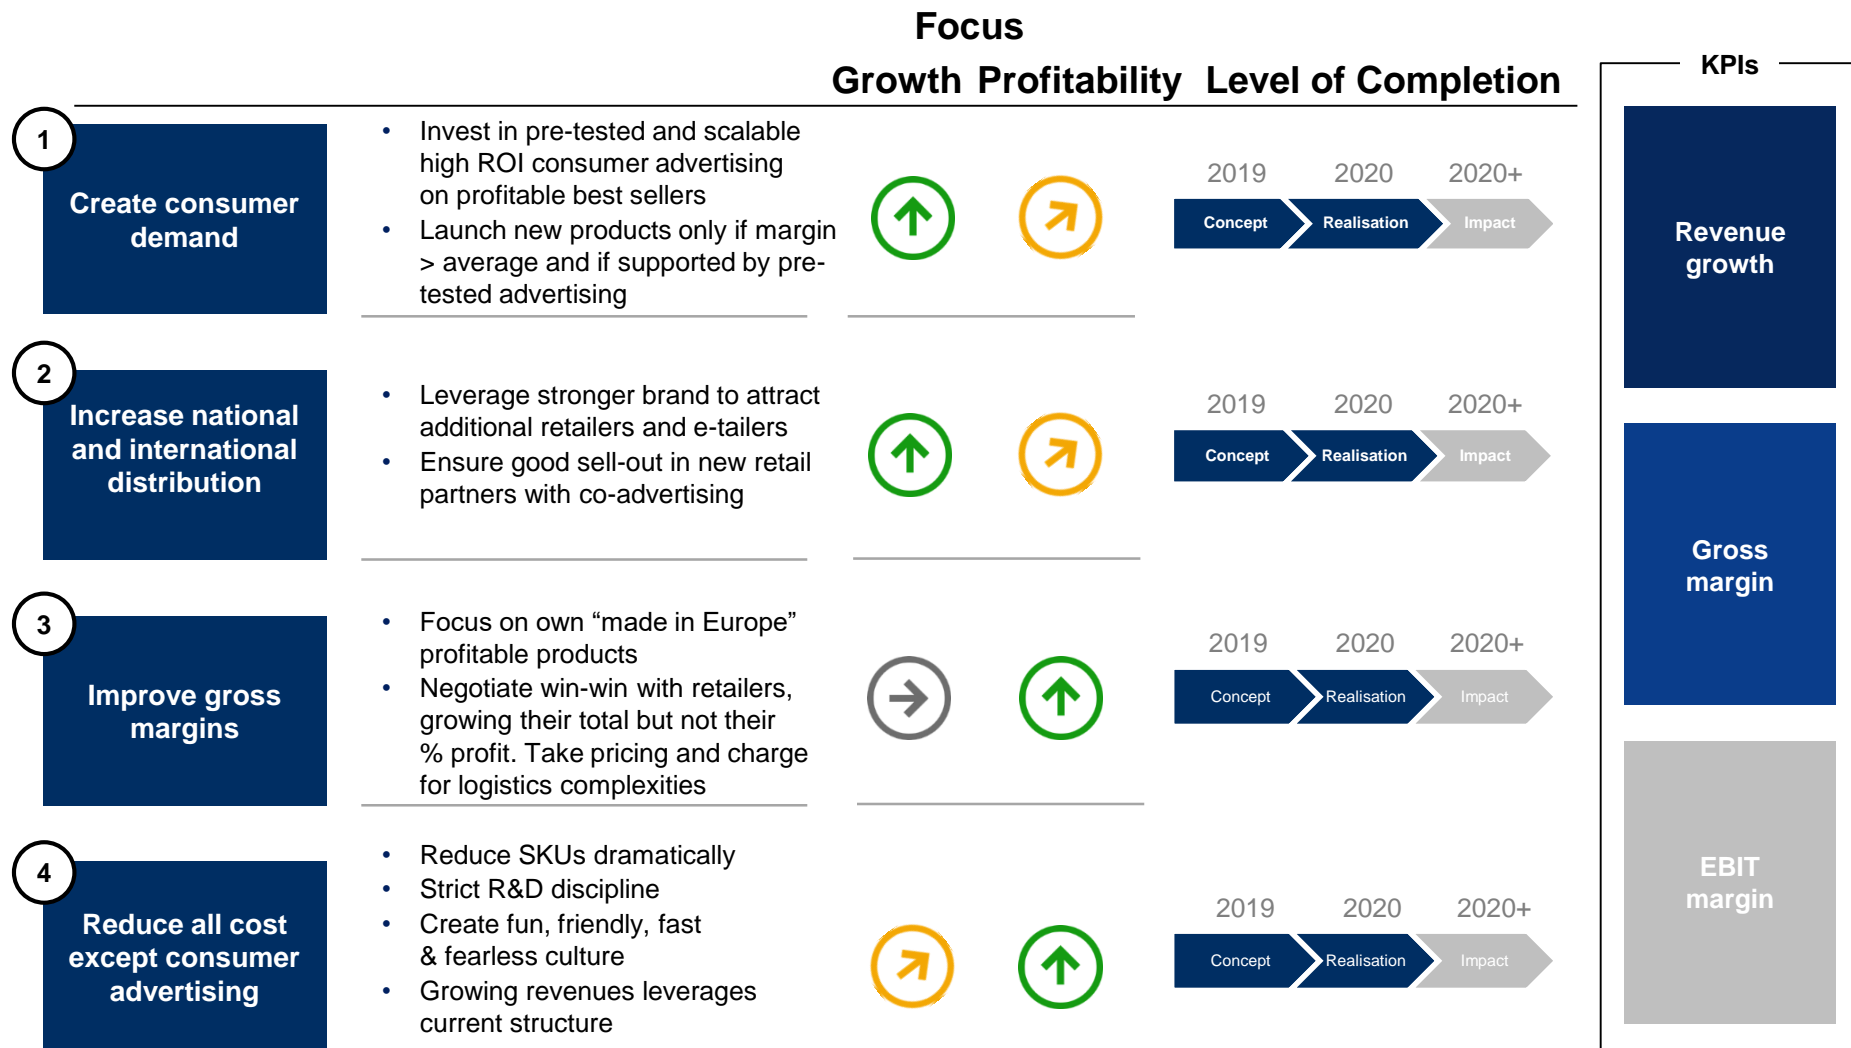 Focus
Growth Profitability Level of Completion
KPIs
1
Create consumer
demand
• Invest in pre-tested and scalable
high ROI consumer advertising
on profitable best sellers
• Launch new products only if margin
> average and if supported by pre-
tested advertising
2019 2020 2020+
Concept Realisation Impact
2
Increase national
and international
distribution
• Leverage stronger brand to attract
additional retailers and e-tailers
• Ensure good sell-out in new retail
partners with co-advertising
2019 2020 2020+
Concept Realisation Impact
3
Improve gross
margins
• Focus on own “made in Europe”
profitable products
• Negotiate win-win with retailers,
growing their total but not their
% profit. Take pricing and charge
for logistics complexities
2019 2020 2020+
Concept Realisation Impact
4
Reduce all cost
except consumer
advertising
• Reduce SKUs dramatically
• Strict R&D discipline
• Create fun, friendly, fast
& fearless culture
• Growing revenues leverages
current structure
2019 2020 2020+
Concept Realisation Impact
Revenue
growth
Gross
margin
EBIT
margin